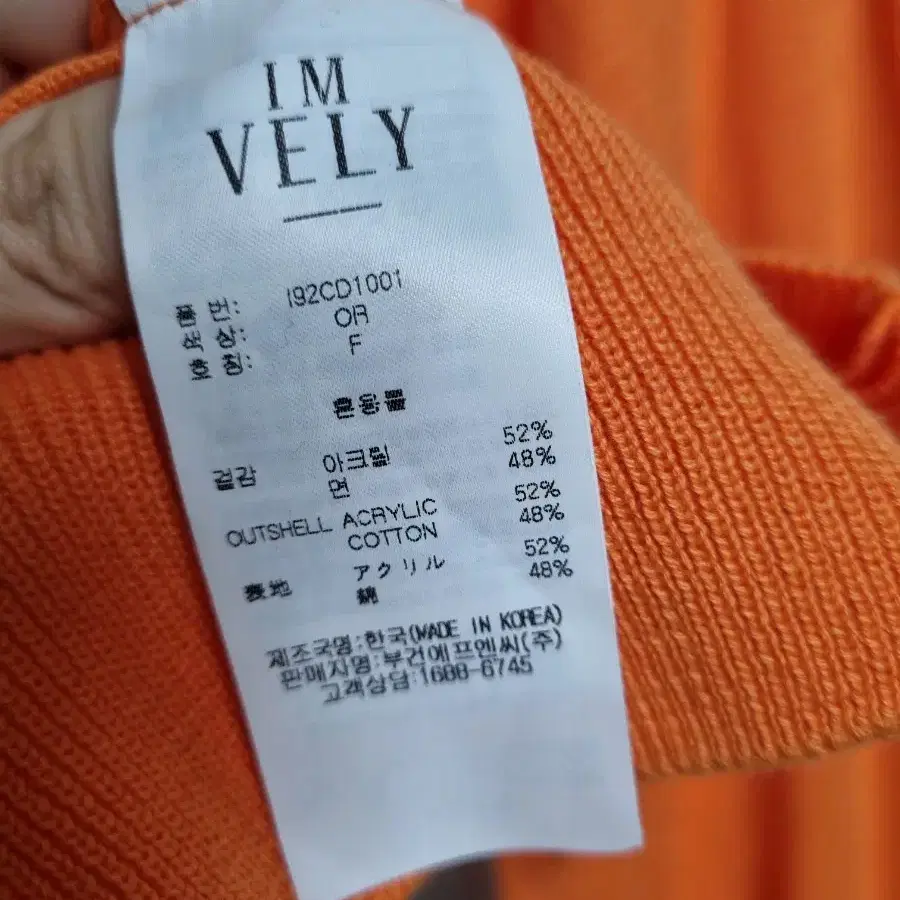 IM
VELY
품 번: I92CD1001
색 상: OR
호 칭: F
혼용률
겉감 아크릴 52%
면 48%
OUTSHELL ACRYLIC 52%
COTTON 48%
表地 アクリル 52%
綿 48%
제조국명:한국(MADE IN KOREA)
판매자명:부건에프엔씨(주)
고객상담:1688-6745